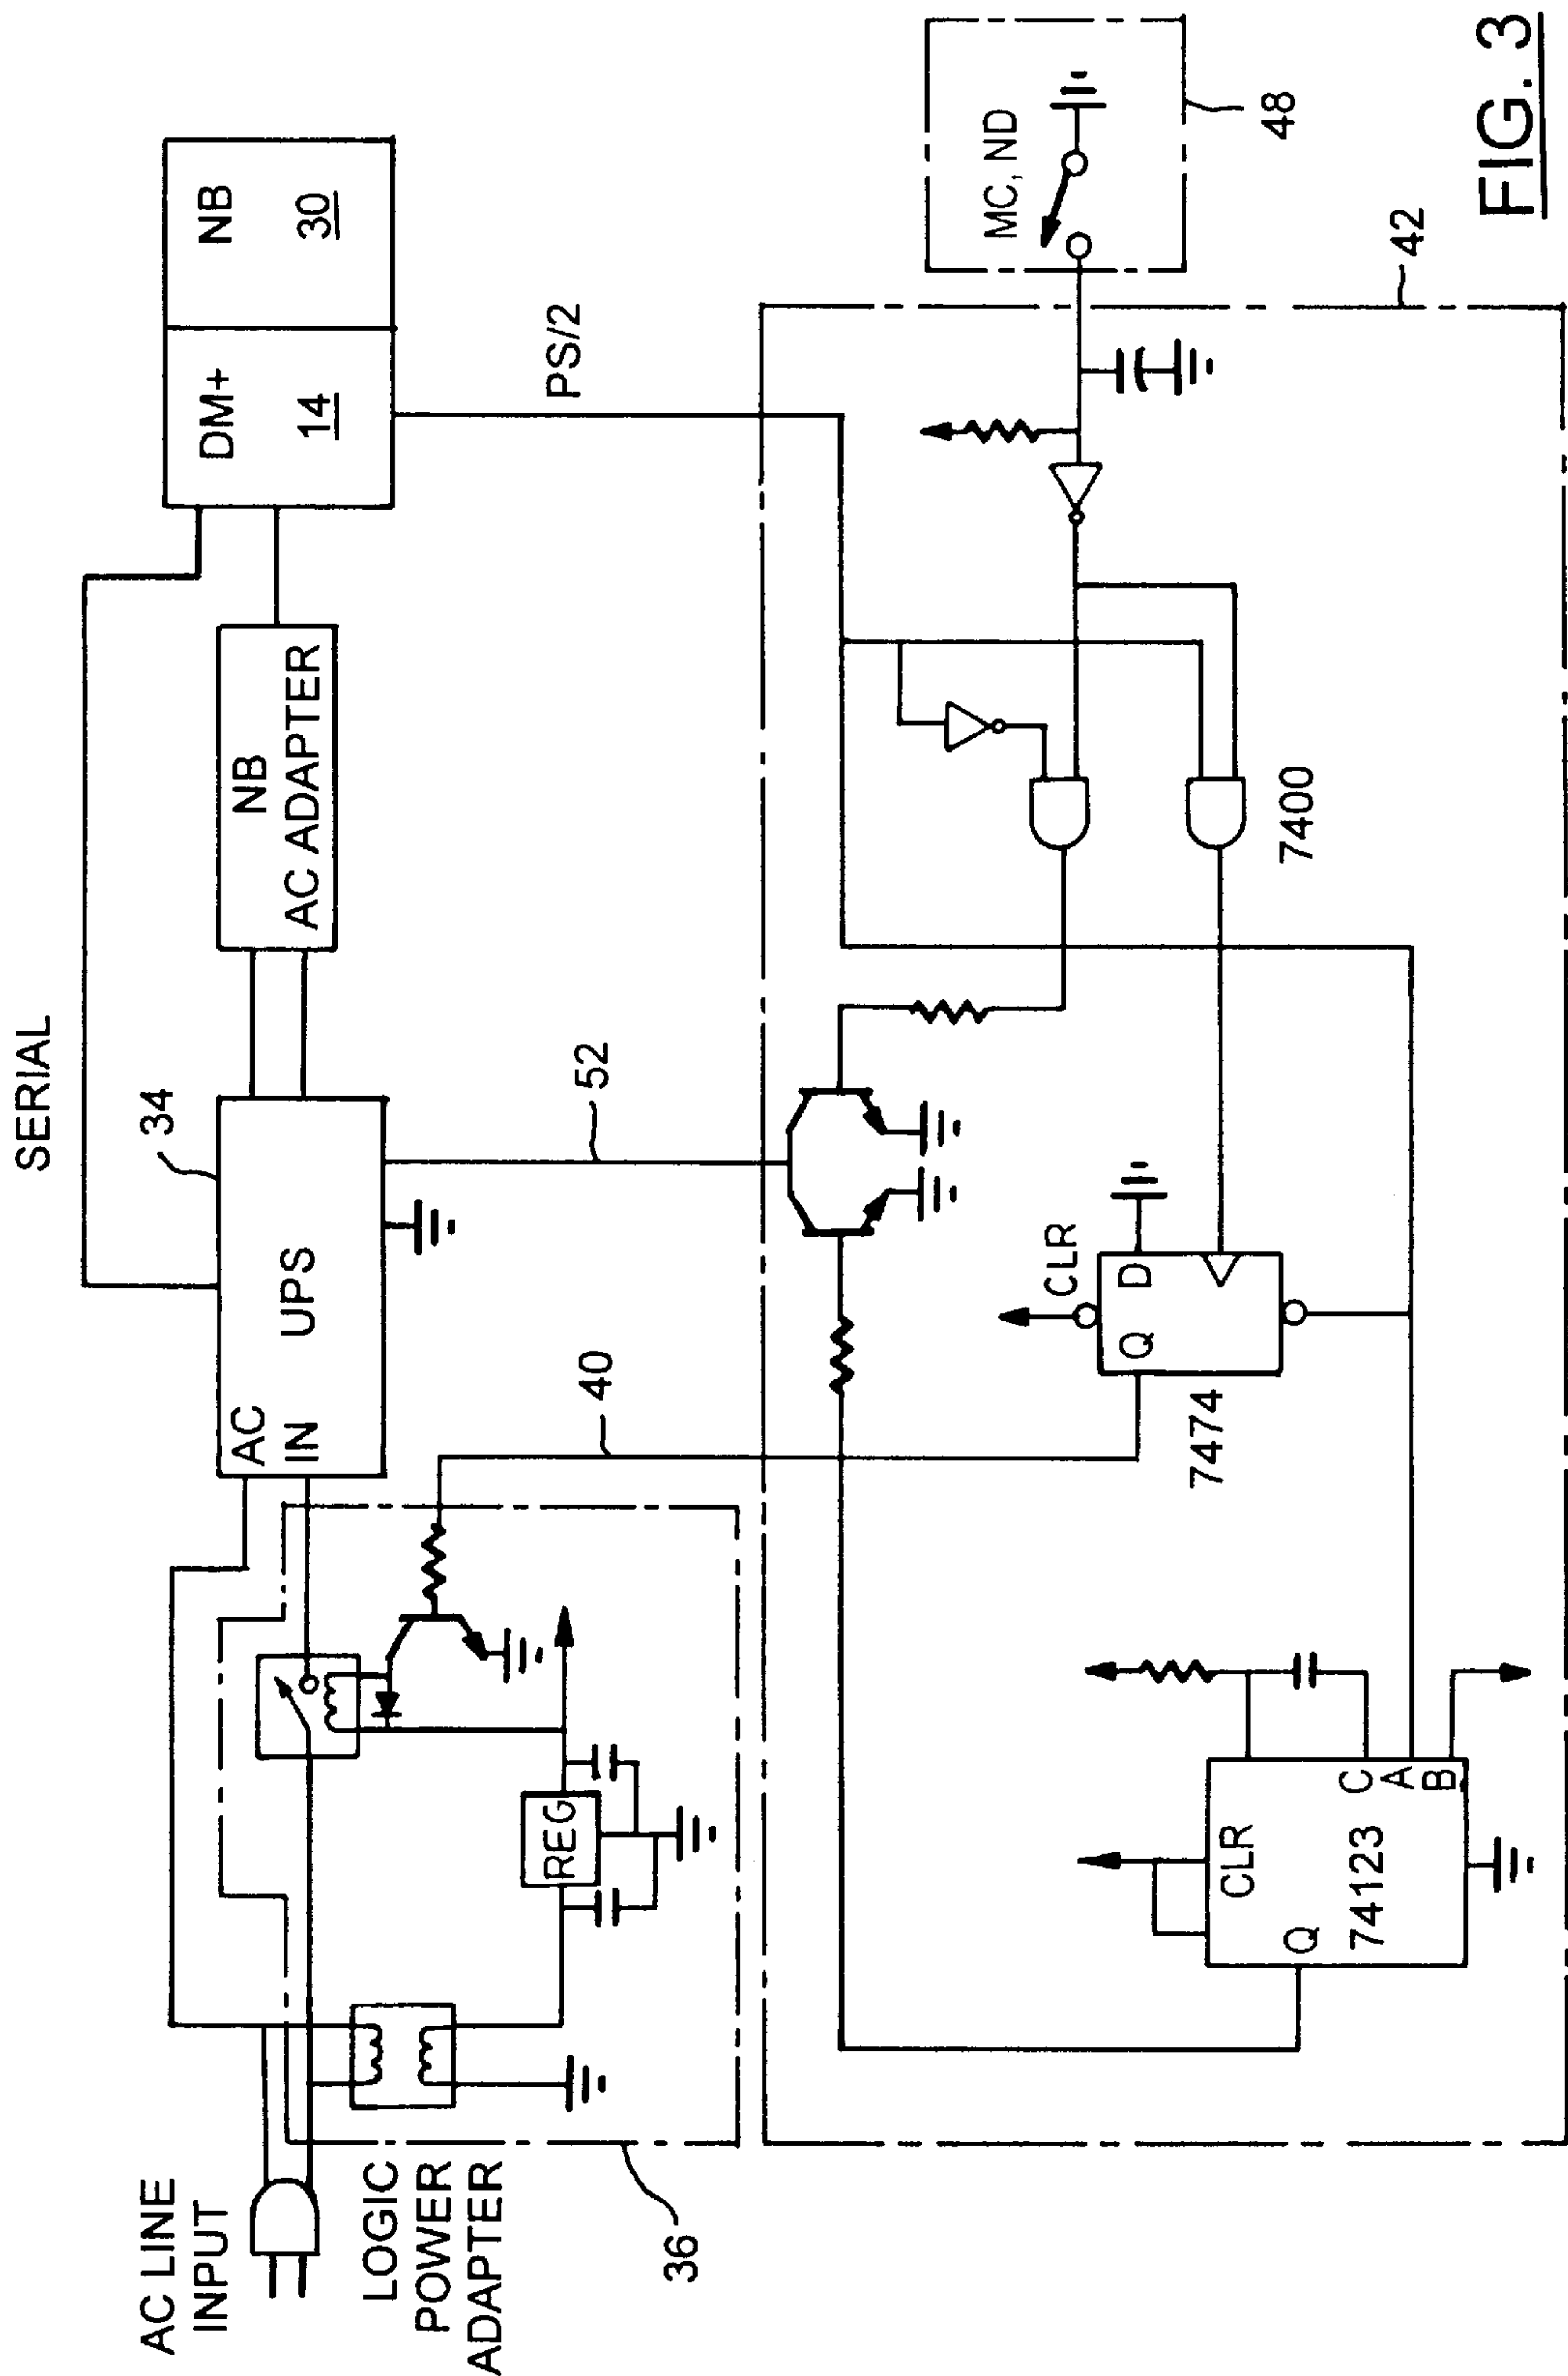 SERIAL
34
AC
IN
UPS
NB
AC ADAPTER
DM+
14
NB
30
AC LINE
INPUT
LOGIC
POWER
ADAPTER
36
REG
40
52
PS/2
MC, ND
48
42
CLR
Q
D
7474
7400
CLR
Q
74123
C
A
B
FIG. 3